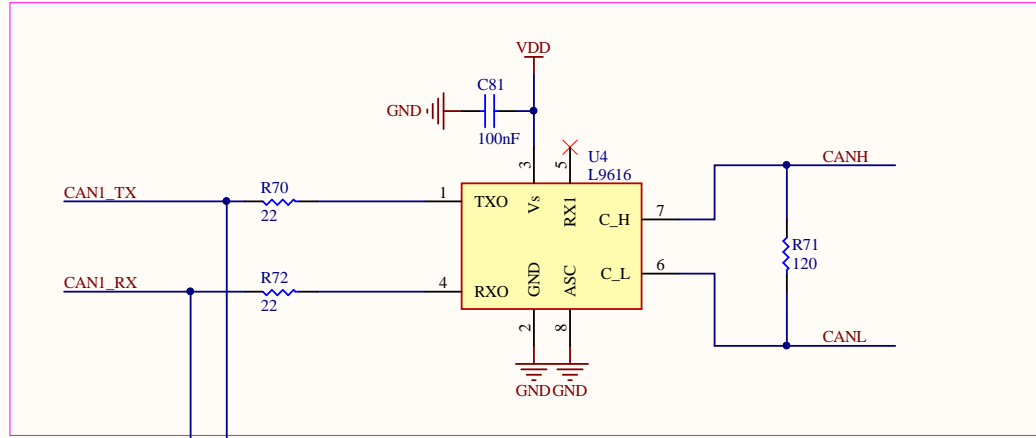 VDD
C81
GND
100nF
3
5
U4
L9616
CANH
CAN1_TX
R70
22
1
TXO
Vs
RX1
C_H
7
R71
120
CAN1_RX
R72
22
4
RXO
GND
ASC
C_L
6
2
8
CANL
GND
GND